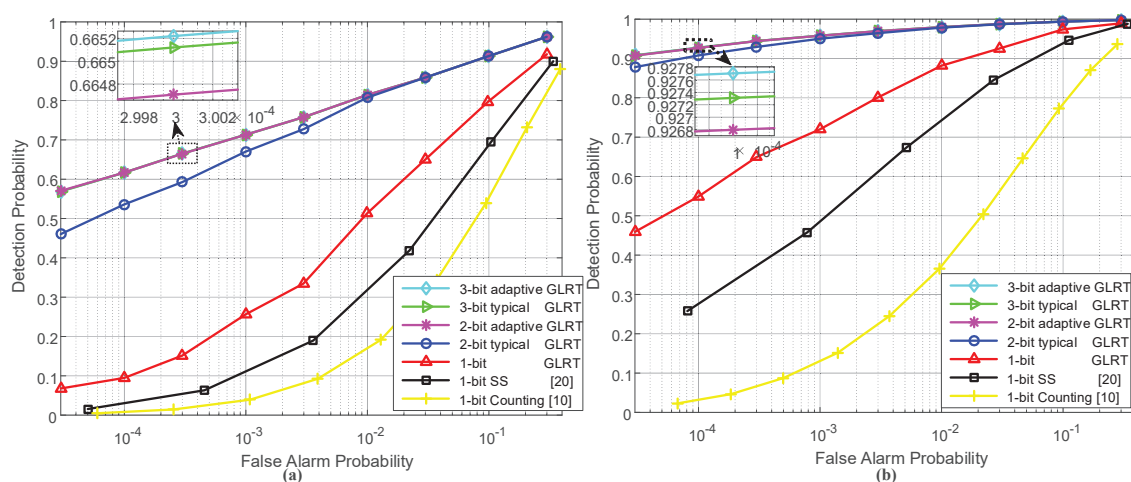 1
0.9
0.8
0.7
0.6
0.5
0.4
0.3
0.2
0.1
0
Detection Probability
0.6652
0.665
0.6648
2.998 3 3.002 × 10-4
3-bit adaptive GLRT
3-bit typical GLRT
2-bit adaptive GLRT
2-bit typical GLRT
1-bit GLRT
1-bit SS [20]
1-bit Counting [10]
10-4 10-3 10-2 10-1
False Alarm Probability
(a)
1
0.9
0.8
0.7
0.6
0.5
0.4
0.3
0.2
0.1
0
Detection Probability
0.9278
0.9276
0.9274
0.9272
0.927
0.9268
1 × 10-4
3-bit adaptive GLRT
3-bit typical GLRT
2-bit adaptive GLRT
2-bit typical GLRT
1-bit GLRT
1-bit SS [20]
1-bit Counting [10]
10-4 10-3 10-2 10-1
False Alarm Probability
(b)